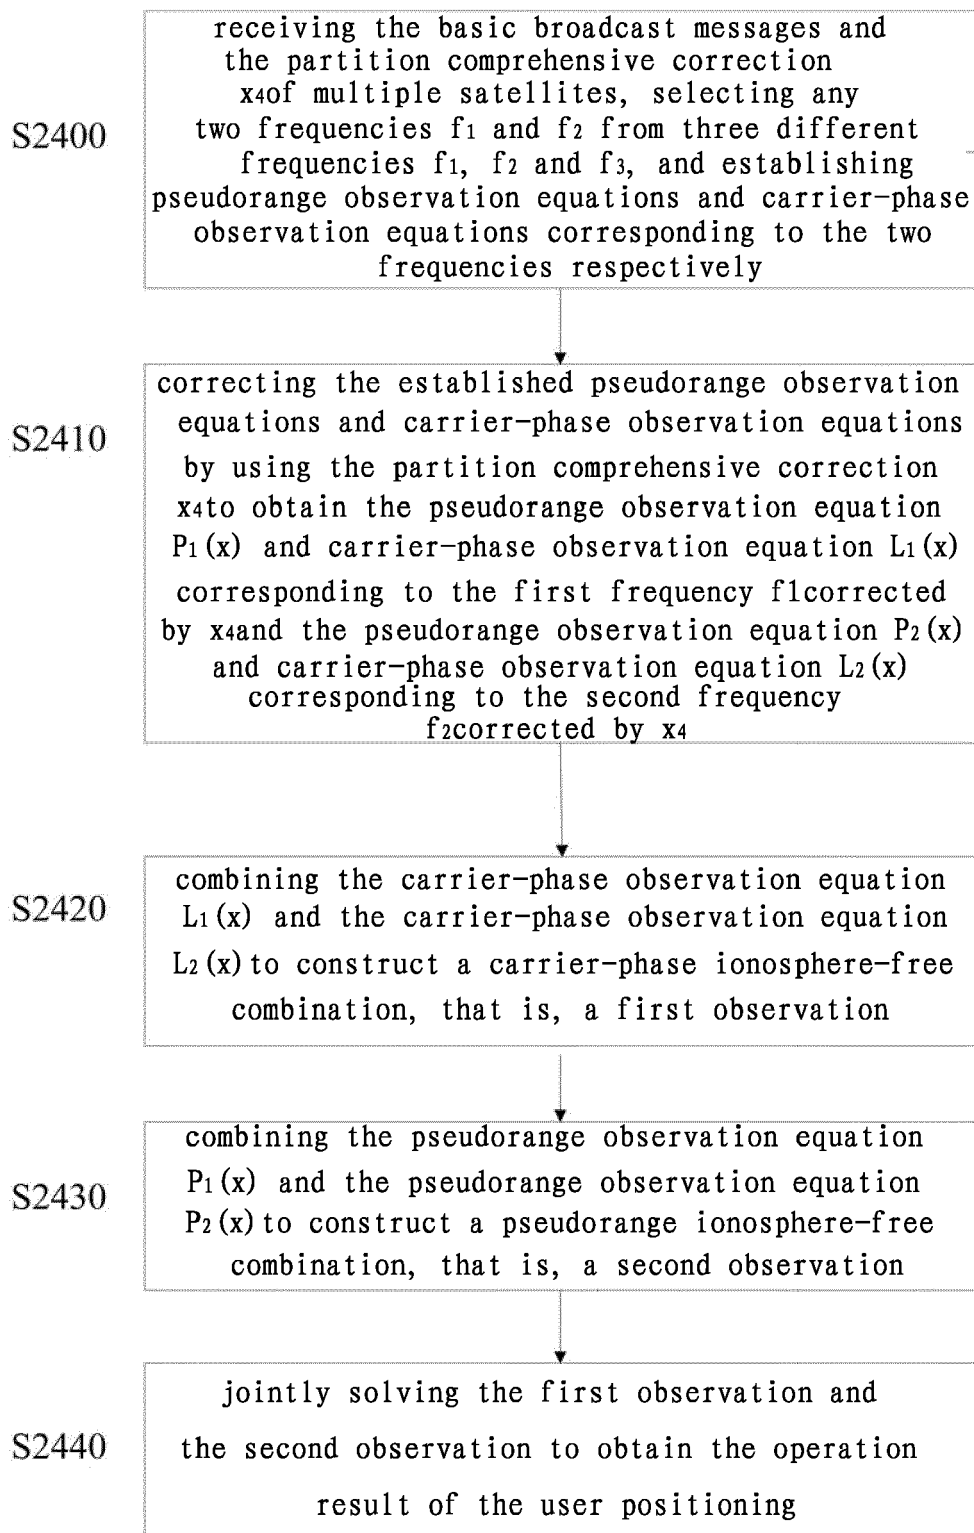 receiving the basic broadcast messages and
the partition comprehensive correction
x4of multiple satellites, selecting any
S2400
two frequencies f1 and f2 from three different
frequencies f1, f2 and f3, and establishing
pseudorange observation equations and carrier-phase
observation equations corresponding to the two
frequencies respectively
correcting the established pseudorange observation
S2410
equations and carrier-phase observation equations
by using the partition comprehensive correction
x4to obtain the pseudorange observation equation
P1(x) and carrier-phase observation equation L1(x)
corresponding to the first frequency f1corrected
by x4and the pseudorange observation equation P2(x)
and carrier-phase observation equation L2(x)
corresponding to the second frequency
f2corrected by x4
combining the carrier-phase observation equation
S2420
L1(x) and the carrier-phase observation equation
L2(x) to construct a carrier-phase ionosphere-free
combination, that is, a first observation
combining the pseudorange observation equation
S2430
P1(x) and the pseudorange observation equation
P2(x) to construct a pseudorange ionosphere-free
combination, that is, a second observation
jointly solving the first observation and
S2440
the second observation to obtain the operation
result of the user positioning